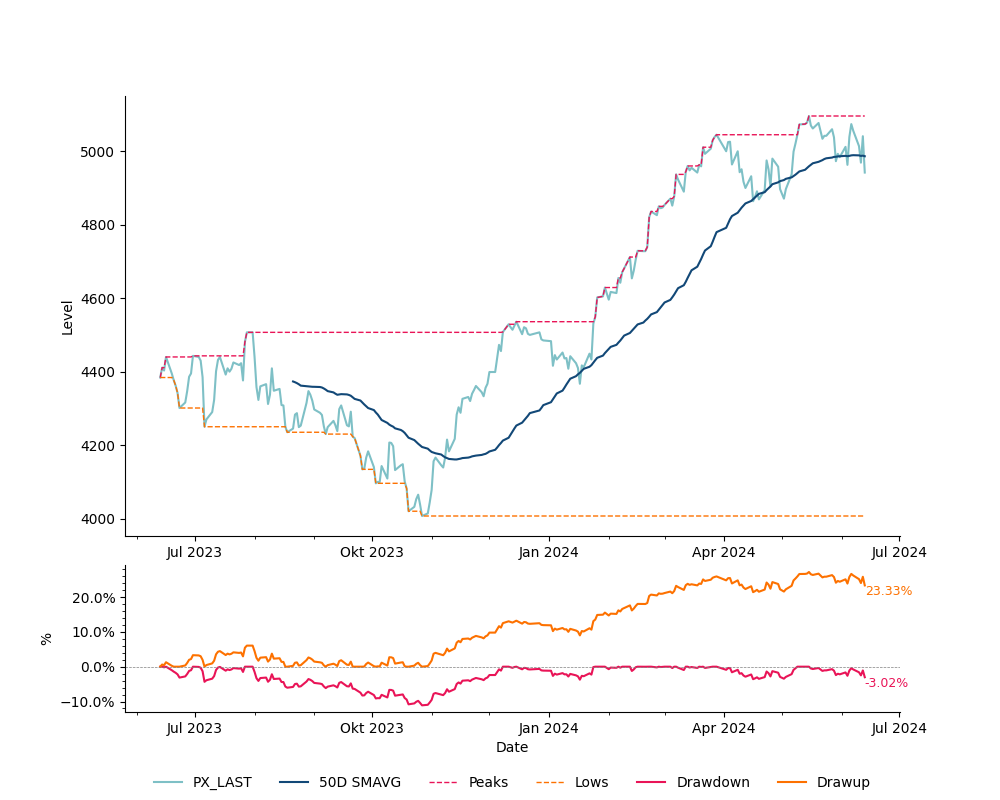 5000
4800
4600
4400
4200
4000
Level
Jul 2023
Okt 2023
Jan 2024
Apr 2024
Jul 2024
20.0%
10.0%
0.0%
−10.0%
%
23.33%
-3.02%
Jul 2023
Okt 2023
Jan 2024
Apr 2024
Jul 2024
Date
PX_LAST
50D SMAVG
Peaks
Lows
Drawdown
Drawup